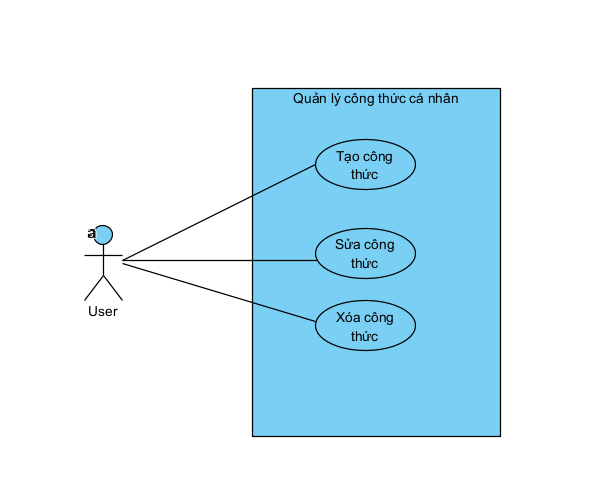 Quản lý công thức cá nhân
Tạo công
thức
a
Sửa công
thức
User
Xóa công
thức